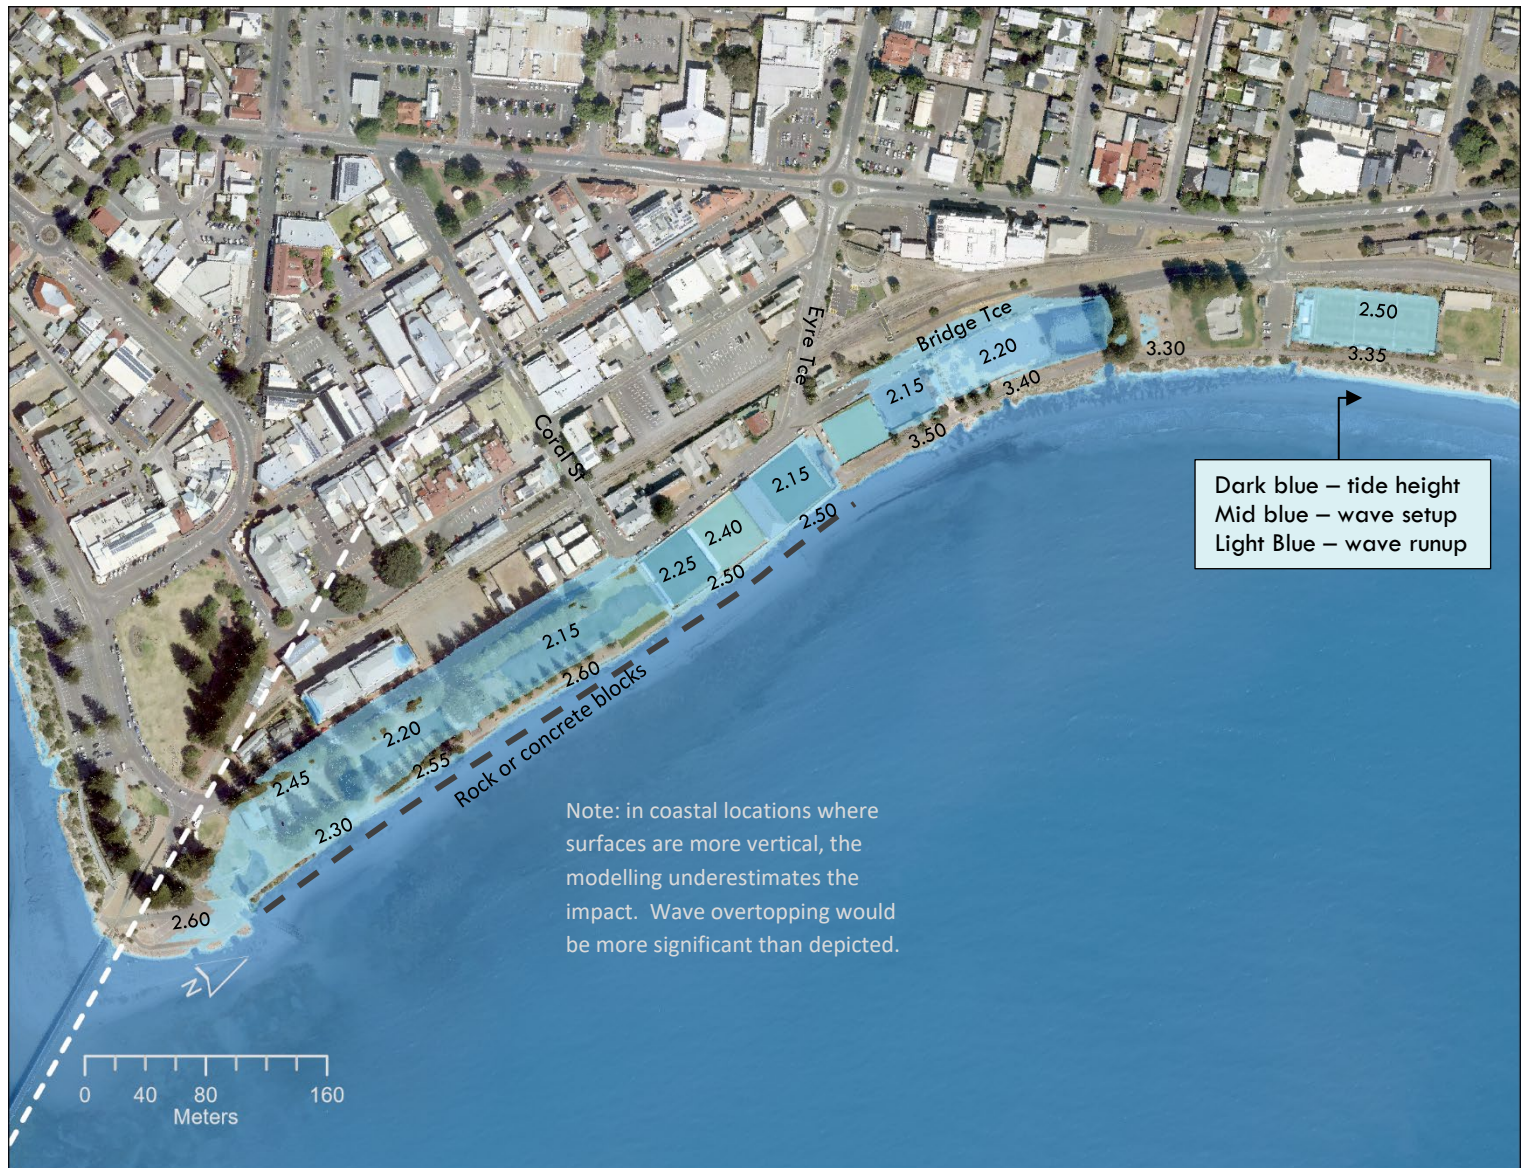 2.50
Bridge Tce
Eyre Tce
2.20
3.30
3.35
2.15
3.40
3.50
Coral ST
2.15
2.50
2.40
2.25
2.50
Dark blue – tide height
Mid blue – wave setup
Light Blue – wave runup
2.15
2.60
2.20
2.55
Rock or concrete blocks
2.45
2.30
2.60
Note: in coastal locations where
surfaces are more vertical, the
modelling underestimates the
impact.  Wave overtopping would
be more significant than depicted.
N
0 40 80 160
Meters